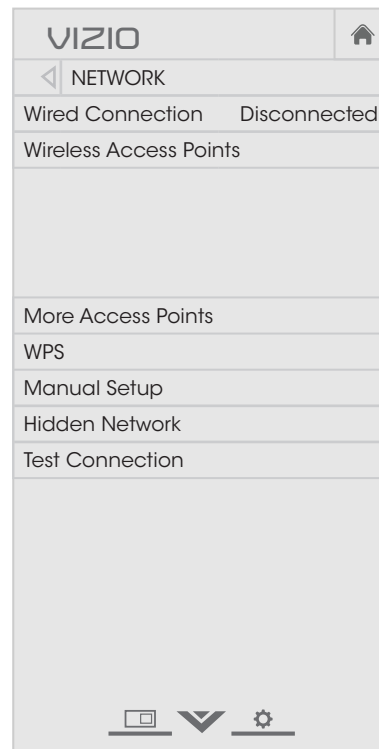 VIZIO
NETWORK
Wired Connection Disconnected
Wireless Access Points
More Access Points
WPS
Manual Setup
Hidden Network
Test Connection